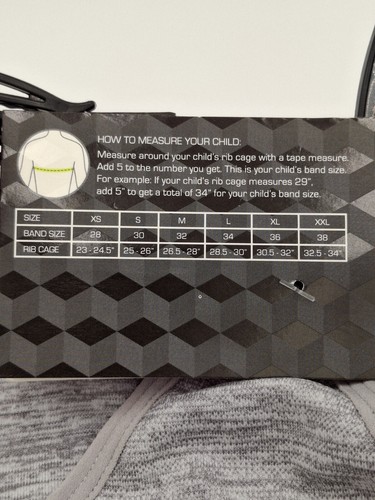 HOW TO MEASURE YOUR CHILD:
Measure around your child's rib cage with a tape measure.
Add 5 to the number you get. This is your child's band size.
For example: If your child's rib cage measures 29",
add 5" to get a total of 34" for your child's band size.
SIZE XS S M L XL XXL
BAND SIZE 28 30 32 34 36 38
RIB CAGE 23 - 24.5" 25 - 26" 26.5 - 28" 28.5 - 30" 30.5 - 32" 32.5 - 34"